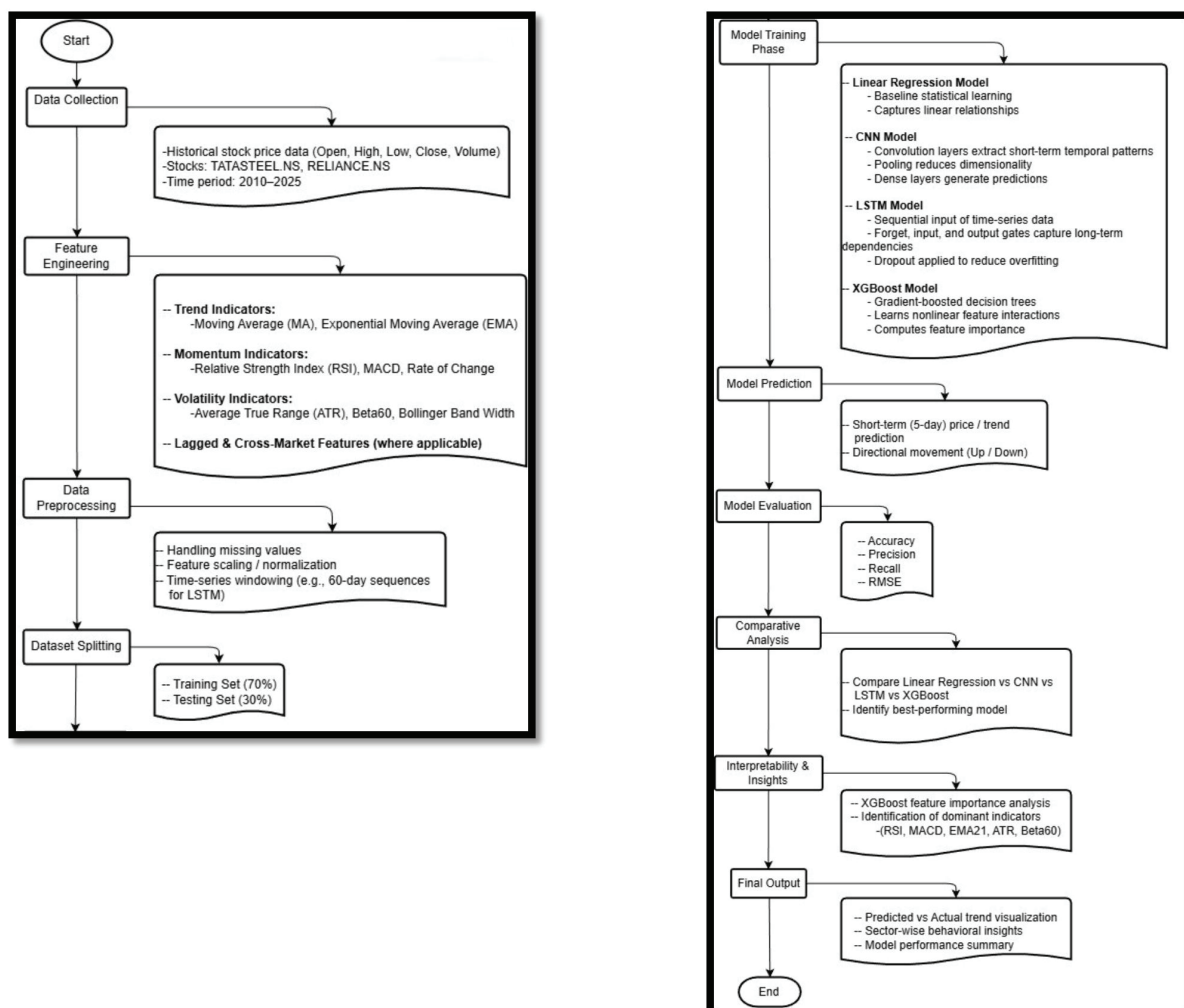 Start
Data Collection
-Historical stock price data (Open, High, Low, Close, Volume)
-Stocks: TATASTEEL.NS, RELIANCE.NS
-Time period: 2010–2025
Feature
Engineering
-- Trend Indicators:
-Moving Average (MA), Exponential Moving Average (EMA)
-- Momentum Indicators:
-Relative Strength Index (RSI), MACD, Rate of Change
-- Volatility Indicators:
-Average True Range (ATR), Beta60, Bollinger Band Width
-- Lagged & Cross-Market Features (where applicable)
Data
Preprocessing
-- Handling missing values
-- Feature scaling / normalization
-- Time-series windowing (e.g., 60-day sequences
for LSTM)
Dataset Splitting
-- Training Set (70%)
-- Testing Set (30%)
Model Training
Phase
-- Linear Regression Model
- Baseline statistical learning
- Captures linear relationships
-- CNN Model
- Convolution layers extract short-term temporal patterns
- Pooling reduces dimensionality
- Dense layers generate predictions
-- LSTM Model
- Sequential input of time-series data
- Forget, input, and output gates capture long-term
dependencies
- Dropout applied to reduce overfitting
-- XGBoost Model
- Gradient-boosted decision trees
- Learns nonlinear feature interactions
- Computes feature importance
Model Prediction
-- Short-term (5-day) price / trend
prediction
-- Directional movement (Up / Down)
Model Evaluation
-- Accuracy
-- Precision
-- Recall
-- RMSE
Comparative
Analysis
-- Compare Linear Regression vs CNN vs
LSTM vs XGBoost
-- Identify best-performing model
Interpretability &
Insights
-- XGBoost feature importance analysis
-- Identification of dominant indicators
-(RSI, MACD, EMA21, ATR, Beta60)
Final Output
-- Predicted vs Actual trend visualization
-- Sector-wise behavioral insights
-- Model performance summary
End